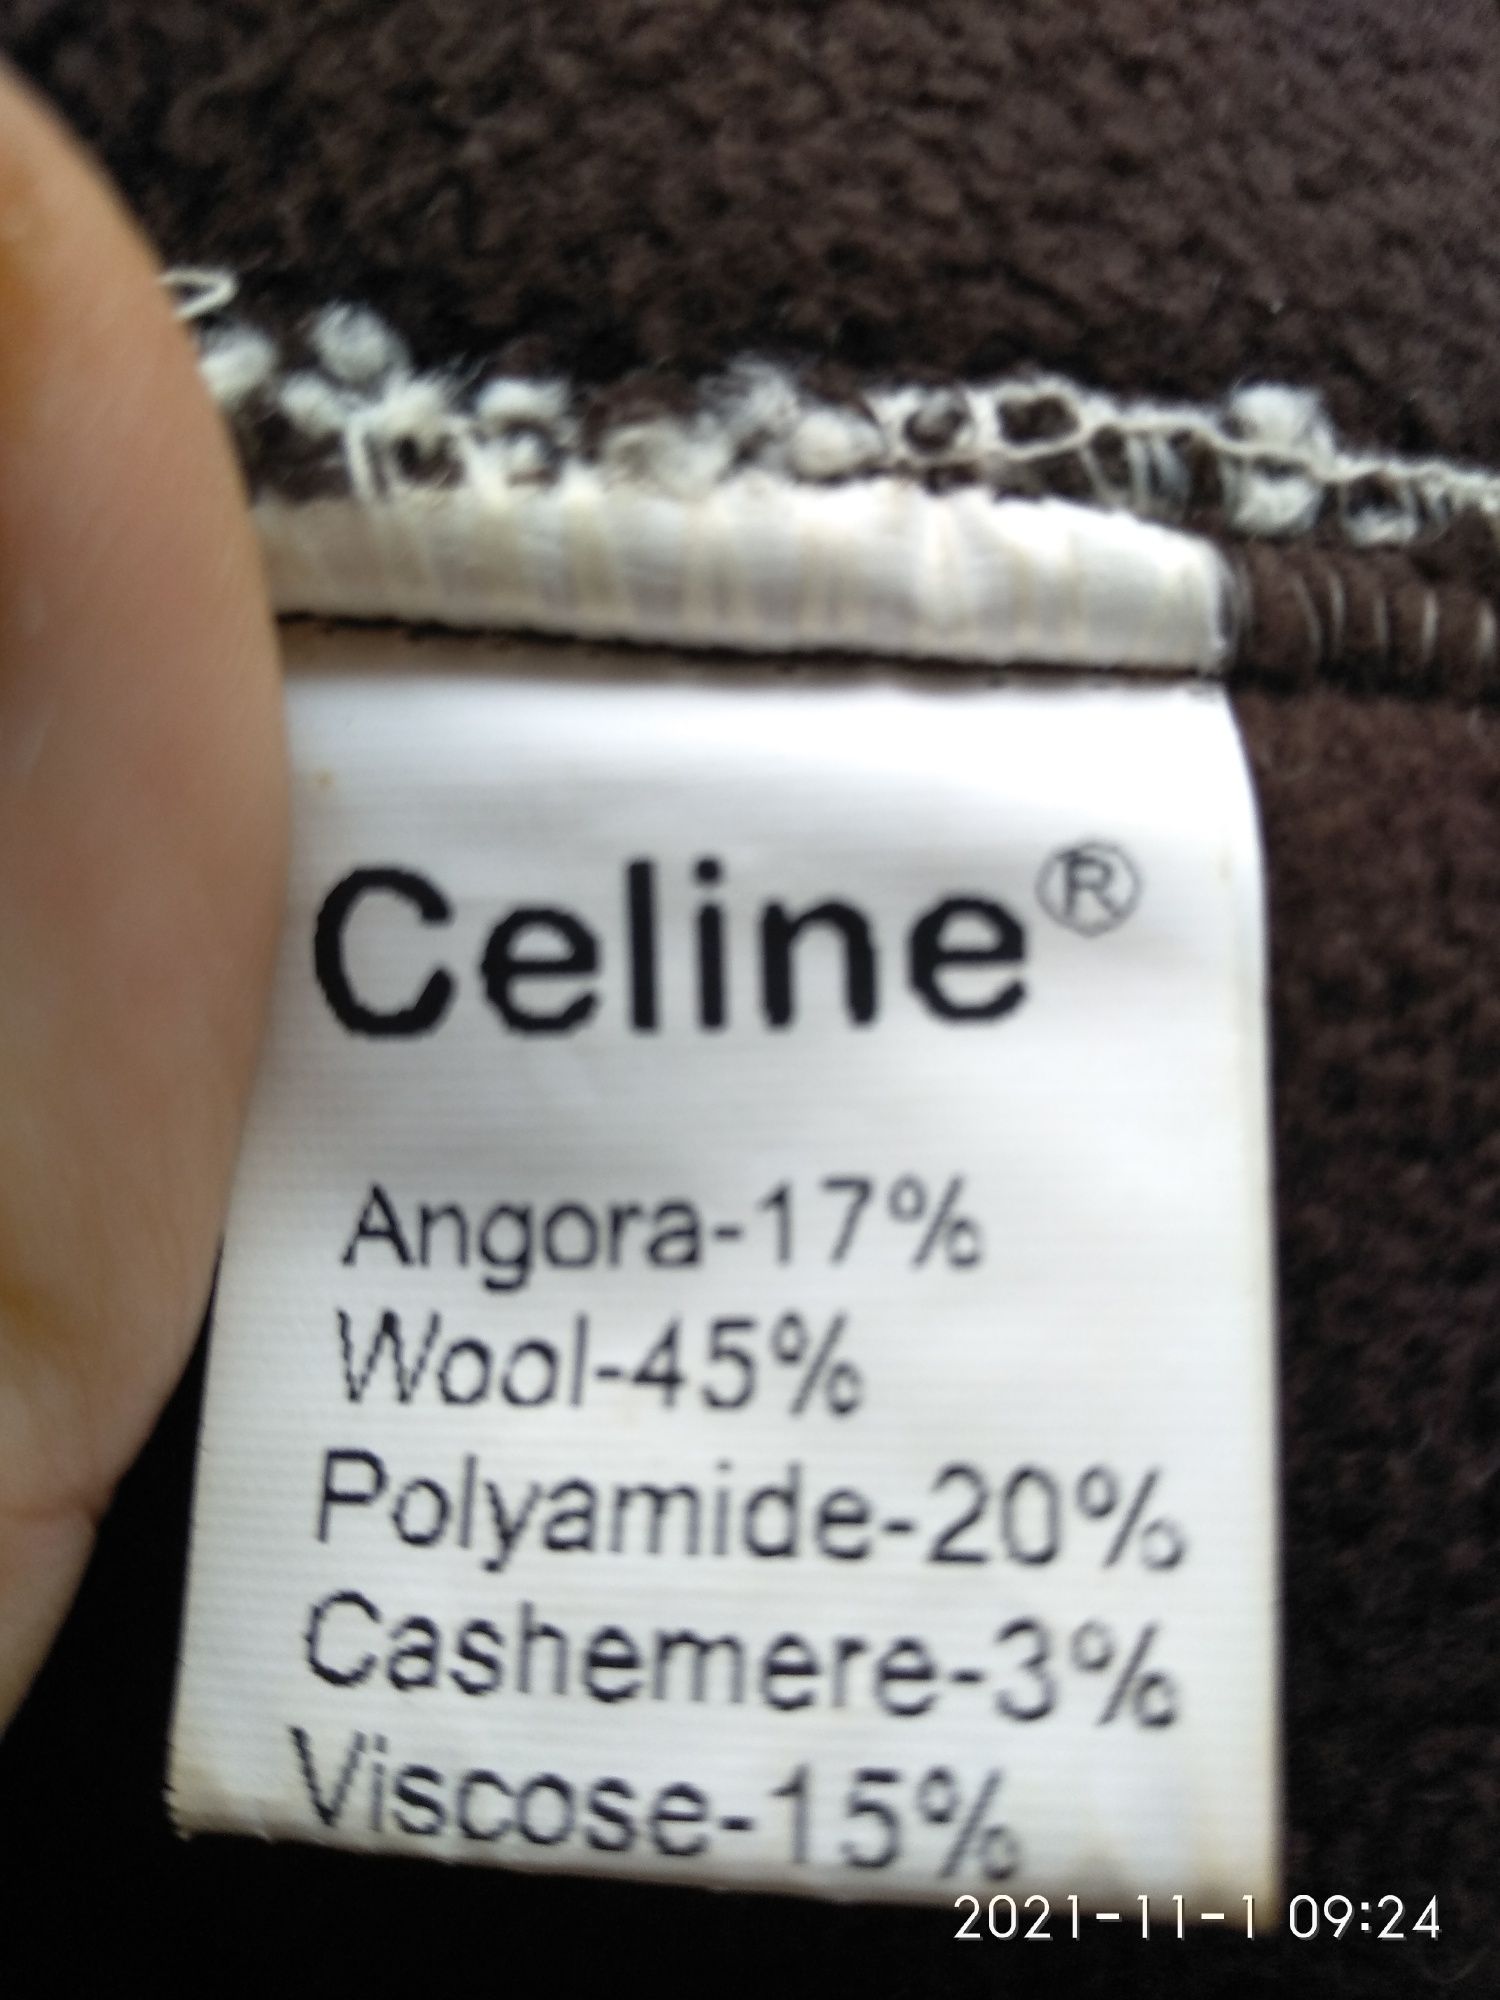 Celine®
Angora-17%
Wool-45%
Polyamide-20%
Cashemere-3%
Viscose-15%
2021-11-1 09:24